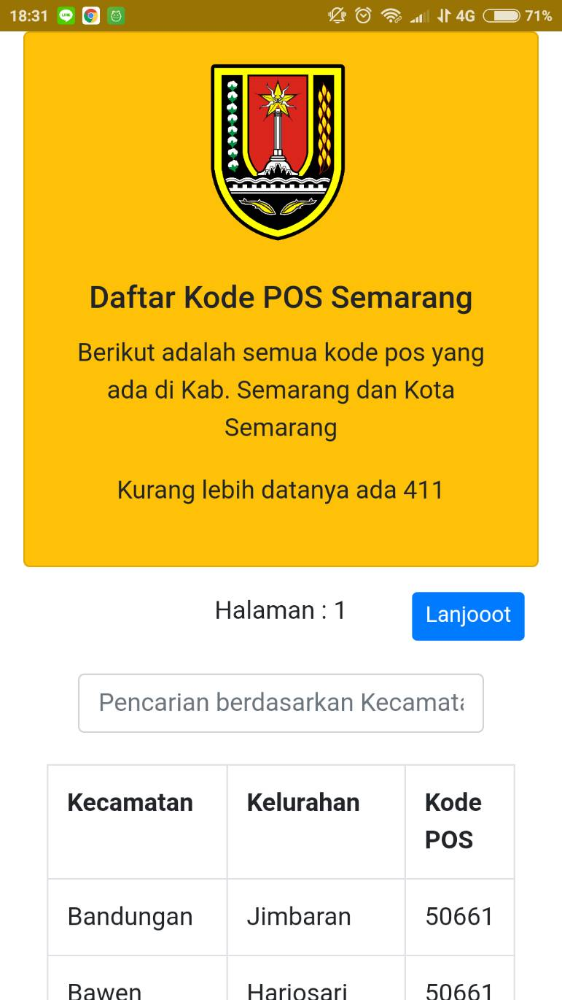 18:31 4G 71%
Daftar Kode POS Semarang
Berikut adalah semua kode pos yang
ada di Kab. Semarang dan Kota
Semarang
Kurang lebih datanya ada 411
Halaman : 1
Lanjooot
Pencarian berdasarkan Kecamata
Kecamatan Kelurahan Kode
POS
Bandungan Jimbaran 50661
Bawen Harjosari 50661